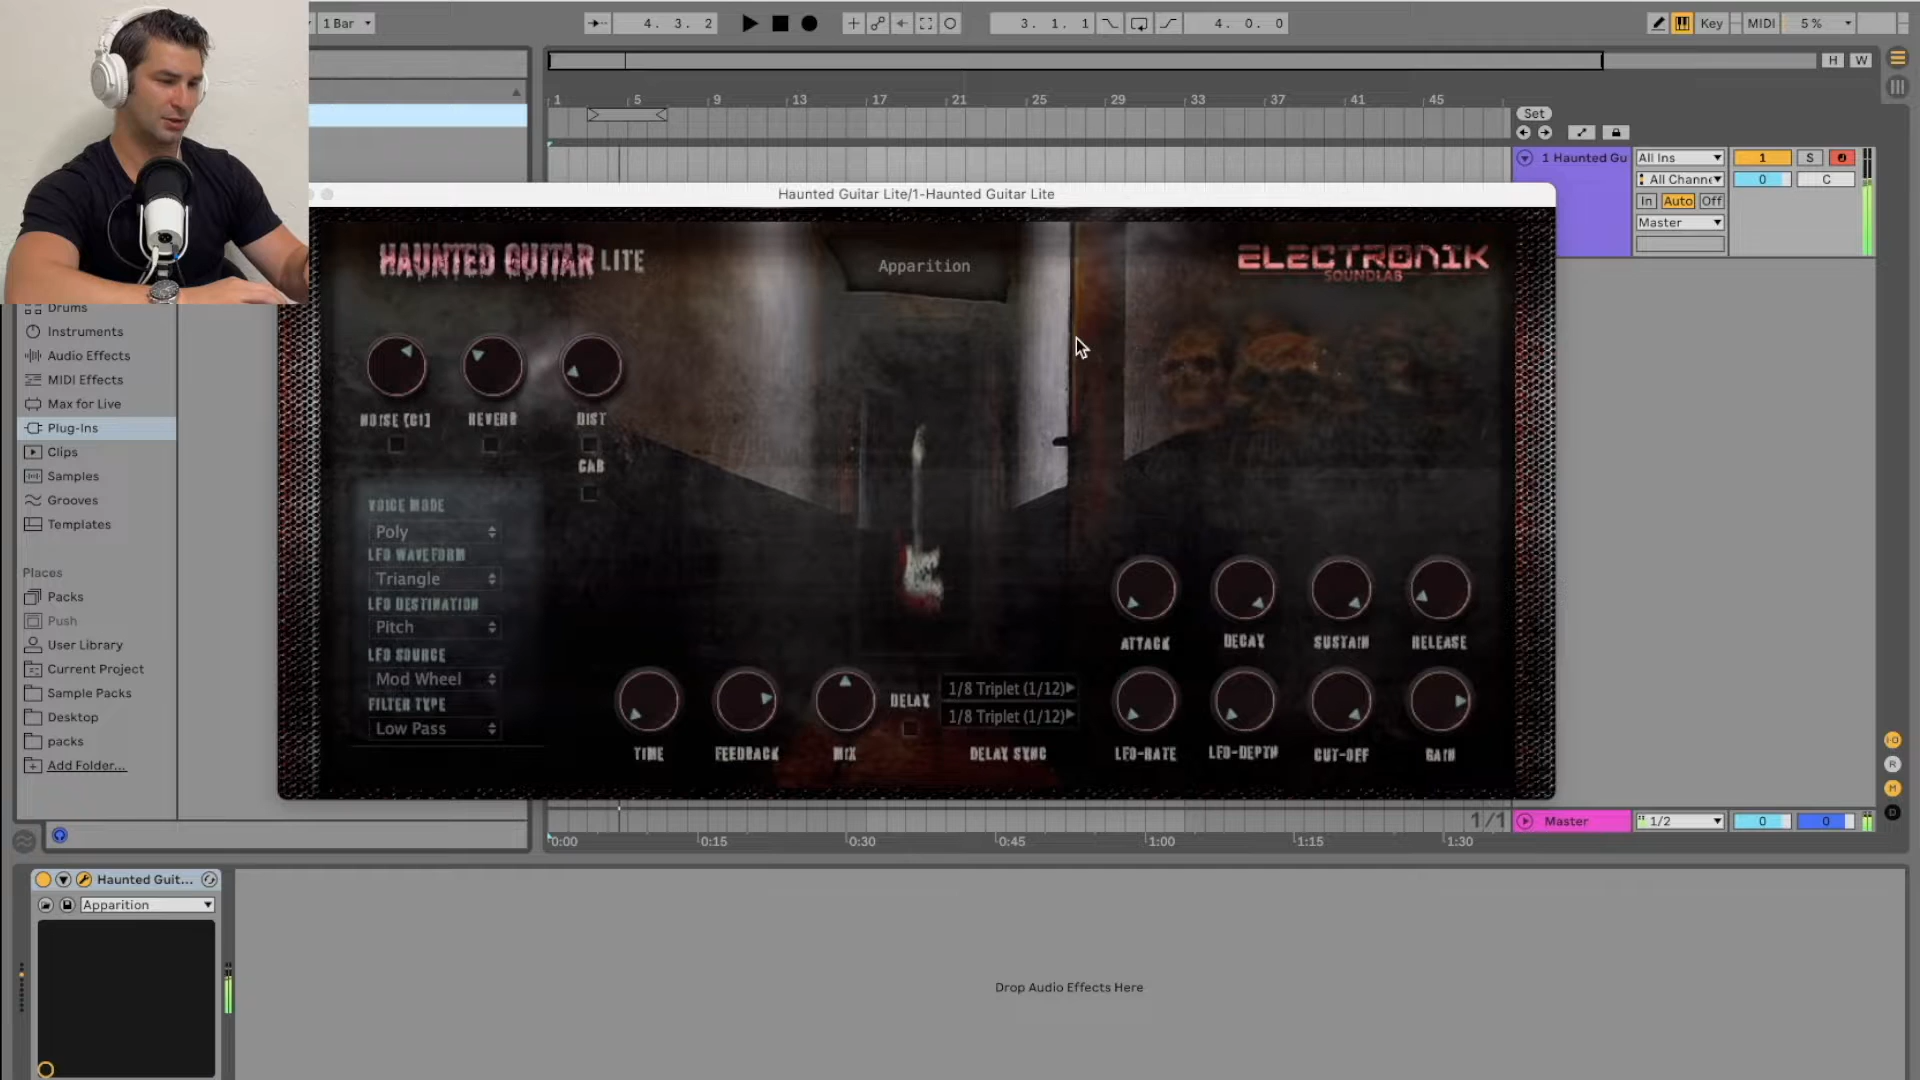 1 Bar
4. 3. 2
3. 1. 1
4. 0. 0
Key
MIDI
5 %
H W
1 5 9 13 17 21 25 29 33 37 41 45
Set
1 Haunted Gu
All Ins
1 S
All Channe
0 C
In Auto Off
Master
Haunted Guitar Lite/1-Haunted Guitar Lite
HAUNTED GUITAR LITE
Apparition
ELECTRONIK
SOUNDLAB
NOISE [C1] REVERB DIST
CAB
VOICE MODE
Poly
LFO WAVEFORM
Triangle
LFO DESTINATION
Pitch
LFO SOURCE
Mod Wheel
FILTER TYPE
Low Pass
ATTACK DECAY SUSTAIN RELEASE
DELAY
1/8 Triplet (1/12)
1/8 Triplet (1/12)
TIME FEEDBACK MIX DELAY SYNC LFO-RATE LFO-DEPTH CUT-OFF GAIN
Drums
Instruments
Audio Effects
MIDI Effects
Max for Live
Plug-Ins
Clips
Samples
Grooves
Templates
Places
Packs
Push
User Library
Current Project
Sample Packs
Desktop
packs
Add Folder...
I-O
R
M
D
1/1
Master
1/2
0 0
0:00 0:15 0:30 0:45 1:00 1:15 1:30
Haunted Guit...
Apparition
Drop Audio Effects Here